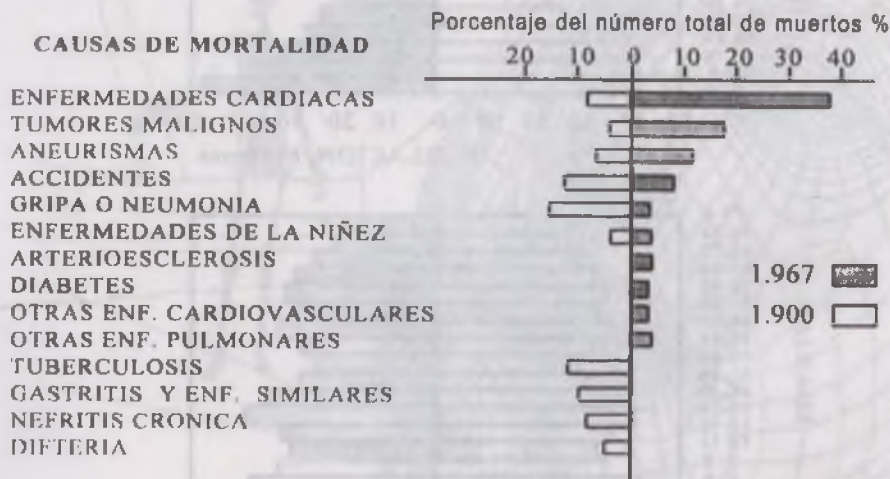 Porcentaje del número total de muertos %
CAUSAS DE MORTALIDAD
20 10 0 10 20 30 40
ENFERMEDADES CARDIACAS
TUMORES MALIGNOS
ANEURISMAS
ACCIDENTES
GRIPA O NEUMONIA
ENFERMEDADES DE LA NIÑEZ
ARTERIOESCLEROSIS
DIABETES
OTRAS ENF. CARDIOVASCULARES
OTRAS ENF. PULMONARES
TUBERCULOSIS
GASTRITIS Y ENF. SIMILARES
NEFRITIS CRONICA
DIFTERIA
1.967
1.900